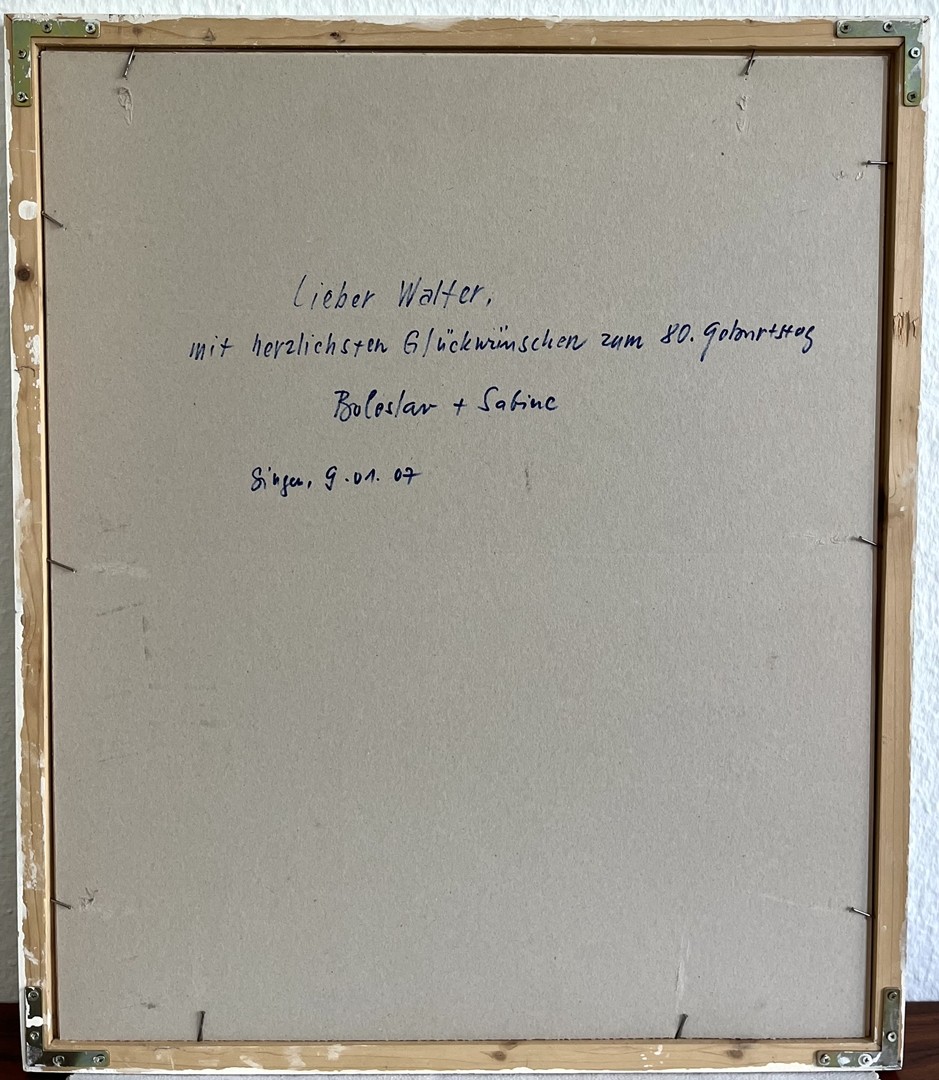 Lieber Walter,
mit herzlichsten Glückwünschen zum 80. Geburtstag
Boleslav + Sabine
Singen, 9.01.07